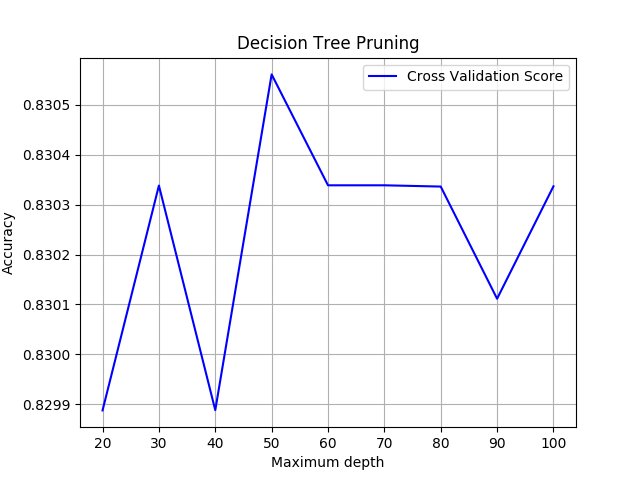 Decision Tree Pruning
Cross Validation Score
0.8305
0.8304
0.8303
0.8302
0.8301
0.8300
0.8299
Accuracy
20 30 40 50 60 70 80 90 100
Maximum depth